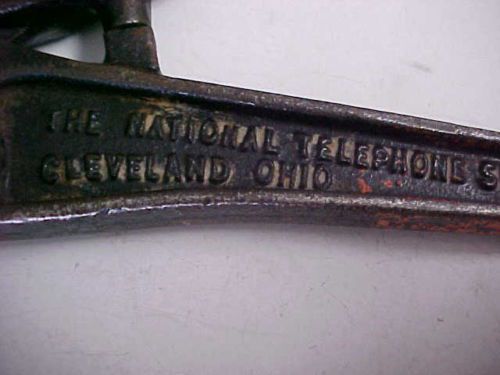 THE NATIONAL TELEPHONE S
CLEVELAND OHIO